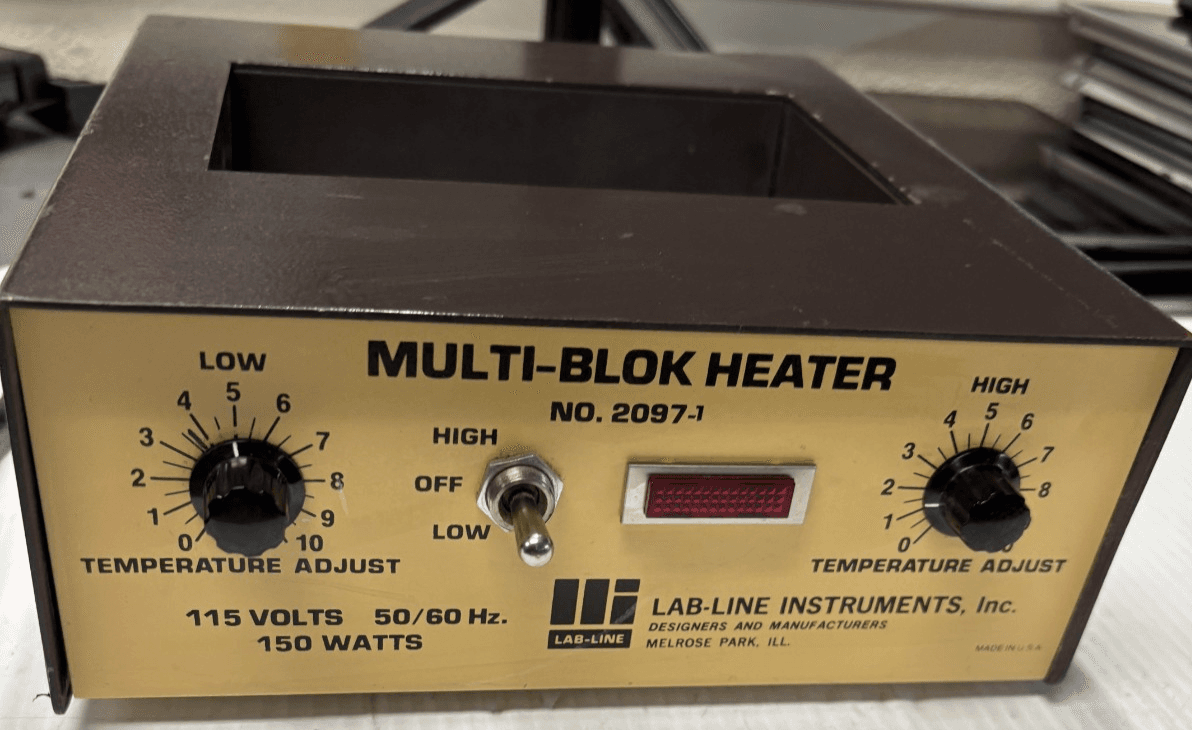 MULTI-BLOK HEATER
NO. 2097-1
LOW
0 1 2 3 4 5 6 7 8 9 10
TEMPERATURE ADJUST
HIGH
OFF
LOW
HIGH
0 1 2 3 4 5 6 7 8
TEMPERATURE ADJUST
115 VOLTS 50/60 Hz.
150 WATTS
LAB-LINE
LAB-LINE INSTRUMENTS, Inc.
DESIGNERS AND MANUFACTURERS
MELROSE PARK, ILL.
MADE IN U.S.A.